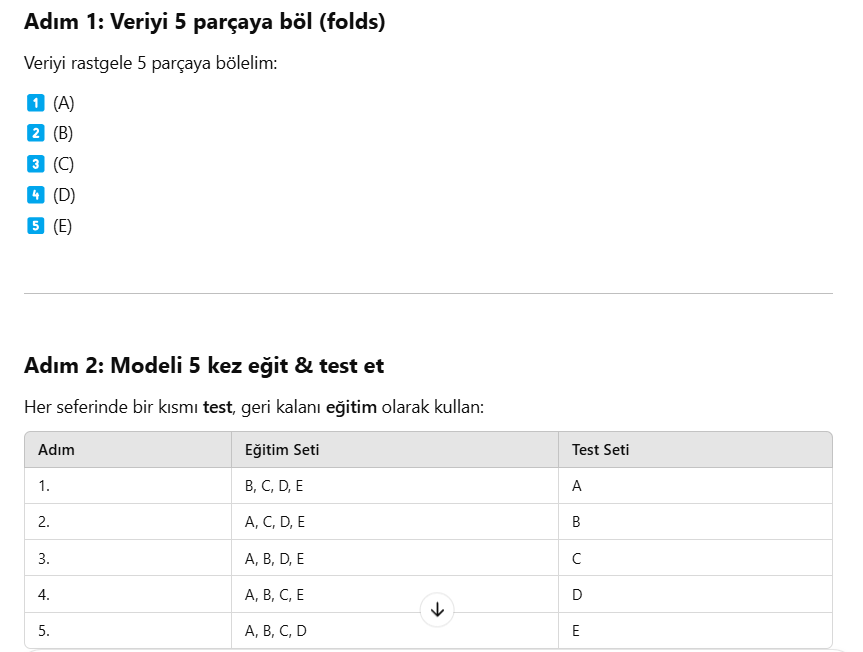 Adım 1: Veriyi 5 parçaya böl (folds)
Veriyi rastgele 5 parçaya bölelim:
1 (A)
2 (B)
3 (C)
4 (D)
5 (E)
Adım 2: Modeli 5 kez eğit & test et
Her seferinde bir kısmı test, geri kalanı eğitim olarak kullan:
Adım Eğitim Seti Test Seti
1. B, C, D, E A
2. A, C, D, E B
3. A, B, D, E C
4. A, B, C, E D
5. A, B, C, D E